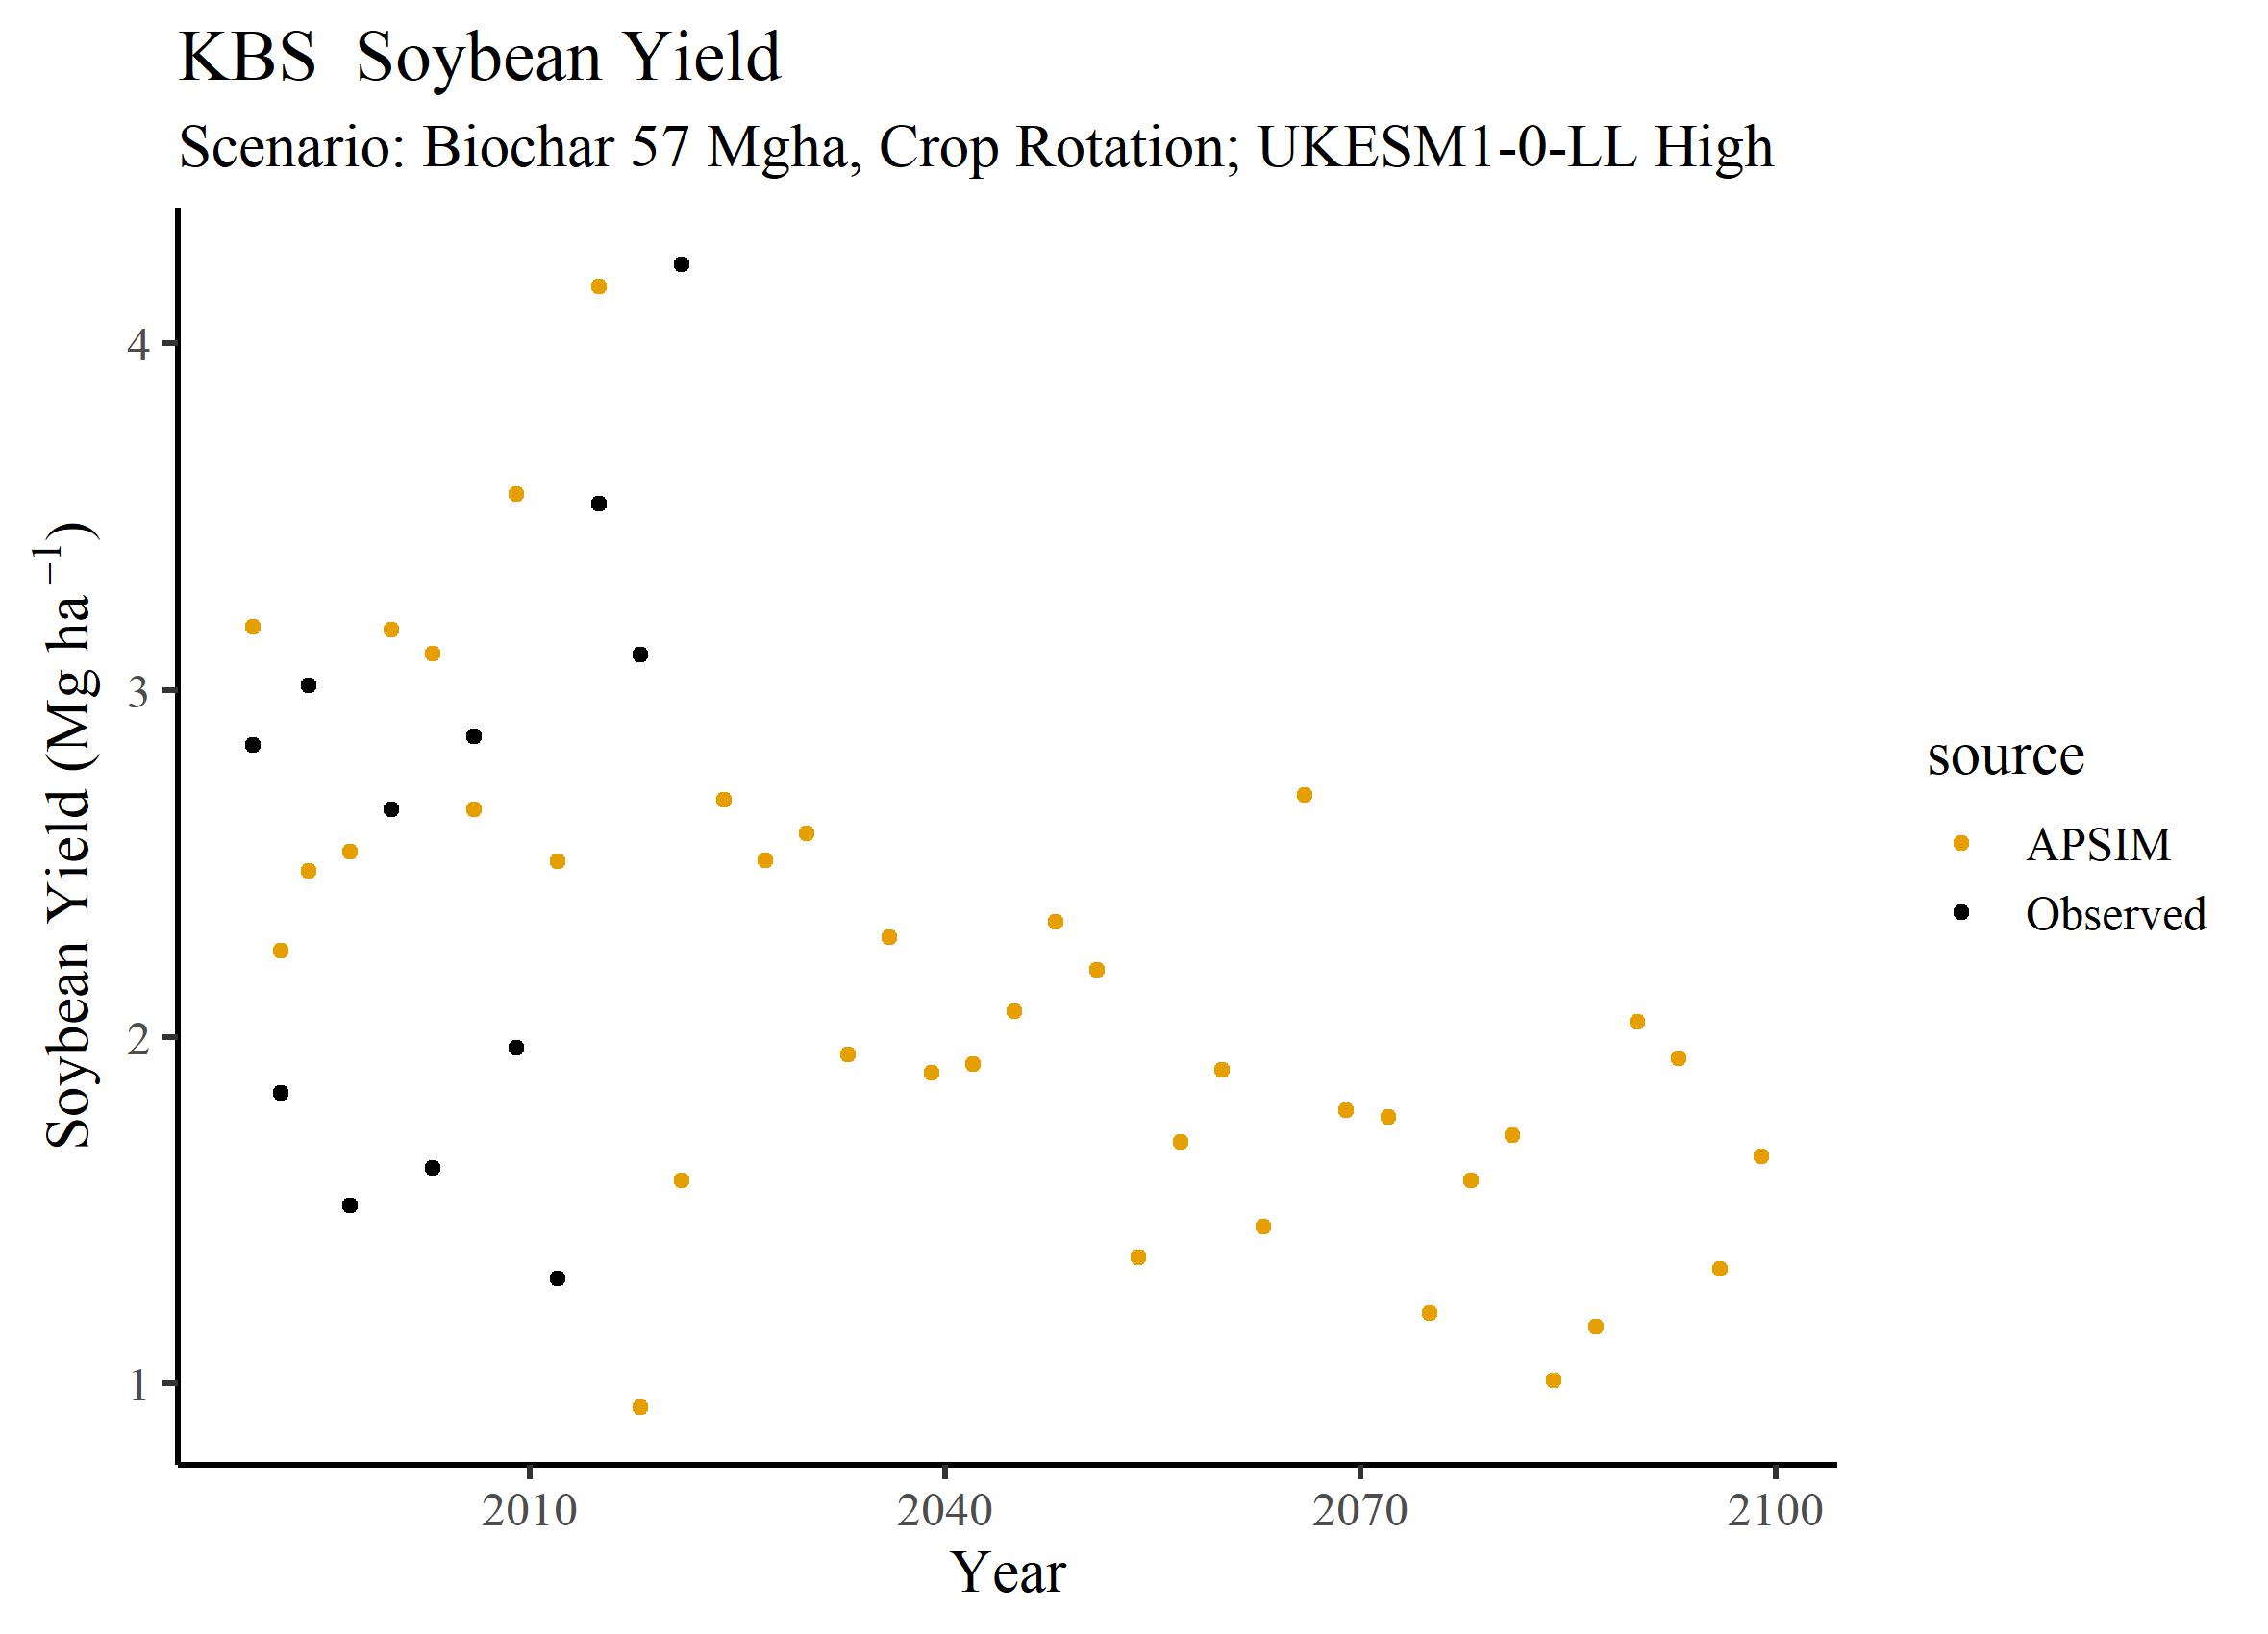 KBS  Soybean Yield
Scenario: Biochar 57 Mgha, Crop Rotation; UKESM1-0-LL High
Soybean Yield (Mg ha⁻¹)
4
3
2
1
2010 2040 2070 2100
Year
source
APSIM
Observed